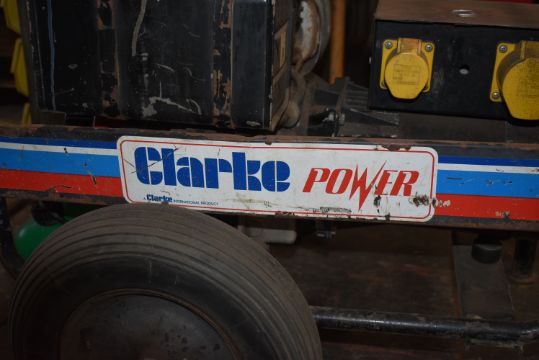 Clarke POWER
A Clarke INTERNATIONAL PRODUCT